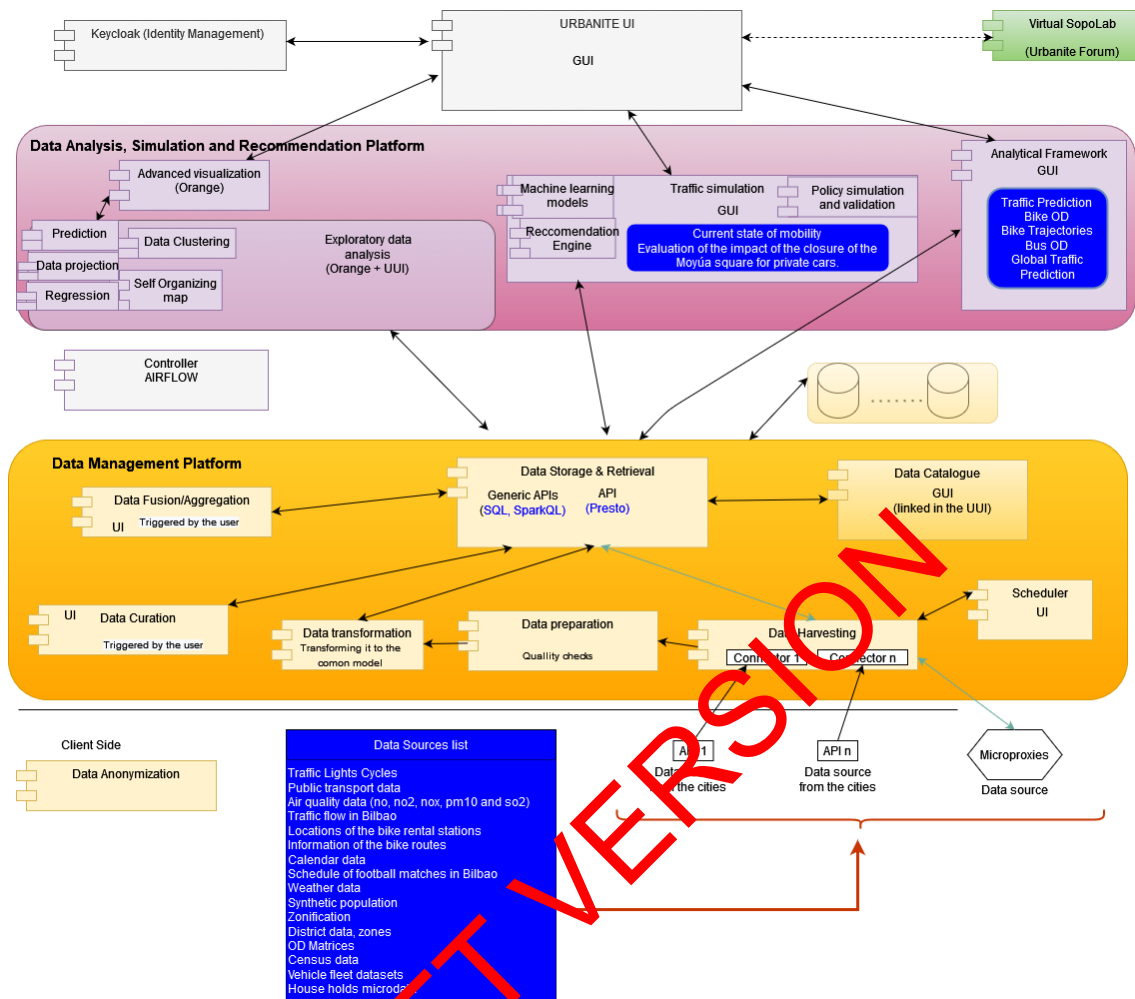 Keycloak (Identity Management)
URBANITE UI
GUI
Virtual SopoLab
(Urbanite Forum)
Data Analysis, Simulation and Recommendation Platform
Advanced visualization
(Orange)
Prediction
Data Clustering
Data projection
Regression
Self Organizing
map
Exploratory data
analysis
(Orange + UUI)
Machine learning
models
Reccomendation
Engine
Traffic simulation
GUI
Policy simulation
and validation
Current state of mobility
Evaluation of the impact of the closure of the
Moyúa square for private cars.
Analytical Framework
GUI
Traffic Prediction
Bike OD
Bike Trajectories
Bus OD
Global Traffic
Prediction
Controller
AIRFLOW
.......
Data Management Platform
Data Fusion/Aggregation
UI Triggered by the user
Data Storage & Retrieval
Generic APIs
(SQL, SparkQL)
API
(Presto)
Data Catalogue
GUI
(linked in the UUI)
UI Data Curation
Triggered by the user
Data transformation
Transforming it to the
comon model
Data preparation
Quallity checks
Data Harvesting
Connector 1
Connector n
Scheduler
UI
Client Side
Data Anonymization
Data Sources list
Traffic Lights Cycles
Public transport data
Air quality data (no, no2, nox, pm10 and so2)
Traffic flow in Bilbao
Locations of the bike rental stations
Information of the bike routes
Calendar data
Schedule of football matches in Bilbao
Weather data
Synthetic population
Zonification
District data, zones
OD Matrices
Census data
Vehicle fleet datasets
House holds
API 1
Data
from the cities
API n
Data source
from the cities
Microproxies
Data source
VERSION